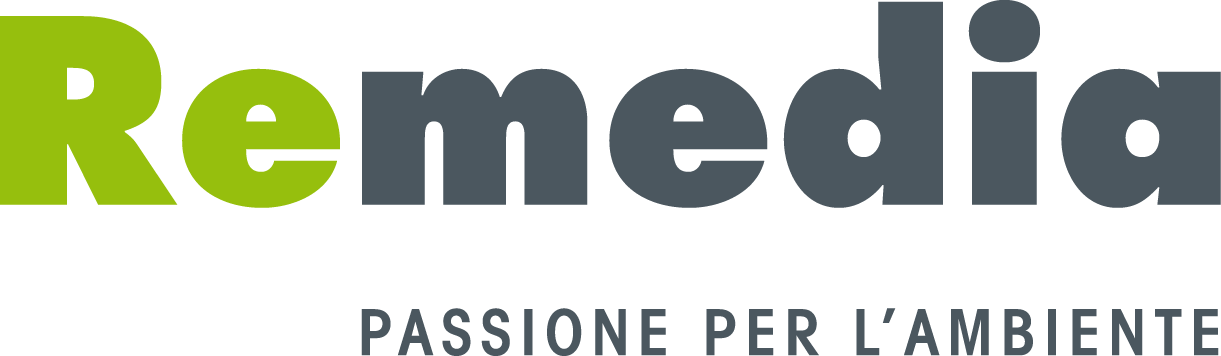 Remedia
PASSIONE PER L'AMBIENTE